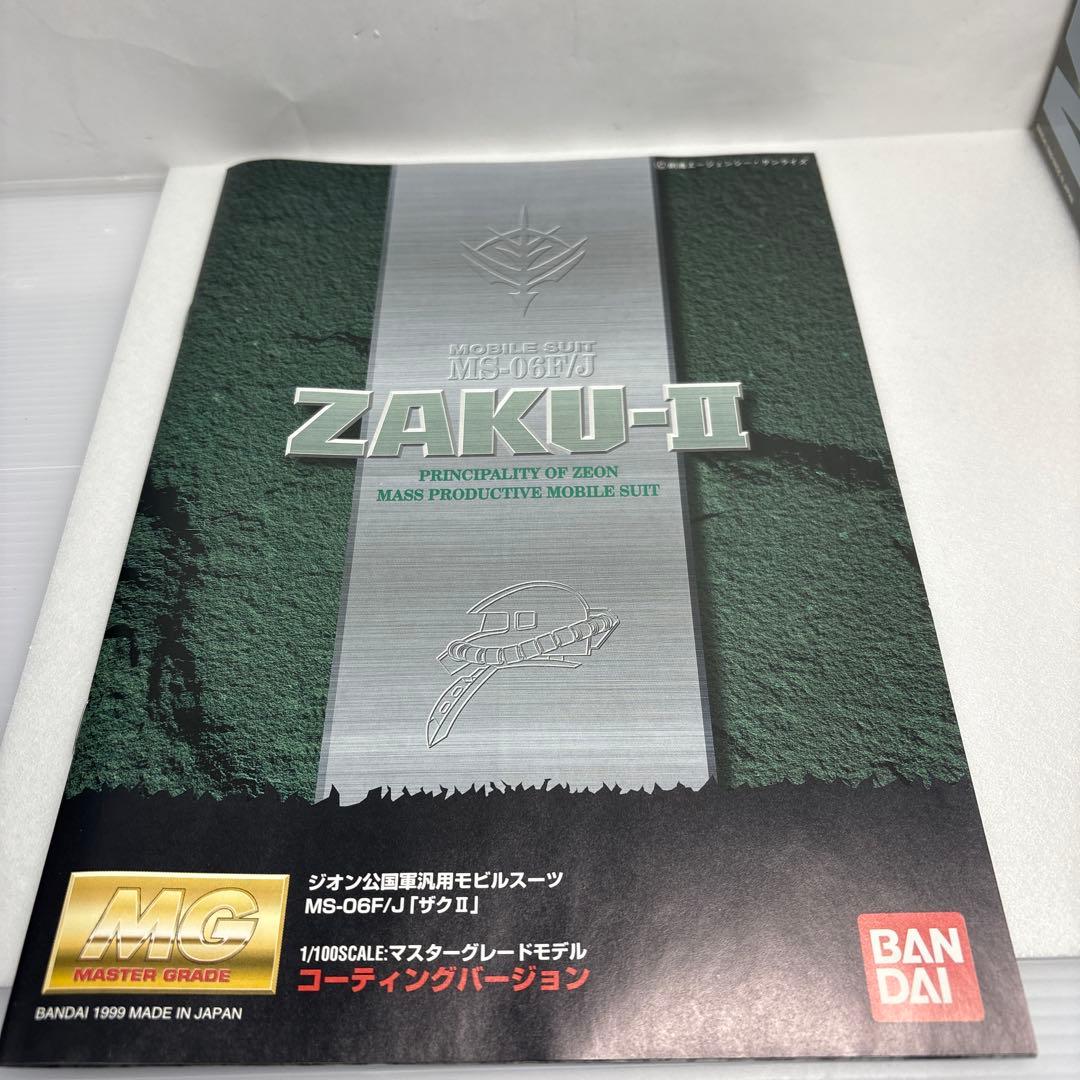 ©創通エージェンシー・サンライズ
MOBILE SUIT
MS-06F/J
ZAKU-II
PRINCIPALITY OF ZEON
MASS PRODUCTIVE MOBILE SUIT
ジオン公国軍汎用モビルスーツ
MS-06F/J「ザクⅡ」
1/100SCALE:マスターグレードモデル
コーティングバージョン
MG
MASTER GRADE
BANDAI 1999 MADE IN JAPAN
BAN
DAI